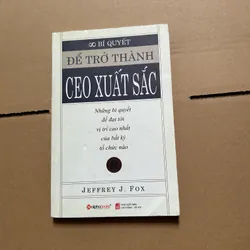 ∞ BÍ QUYẾT
ĐỂ TRỞ THÀNH
CEO XUẤT SẮC
Những bí quyết
để đạt tới
vị trí cao nhất
của bất kỳ
tổ chức nào
JEFFREY J. FOX